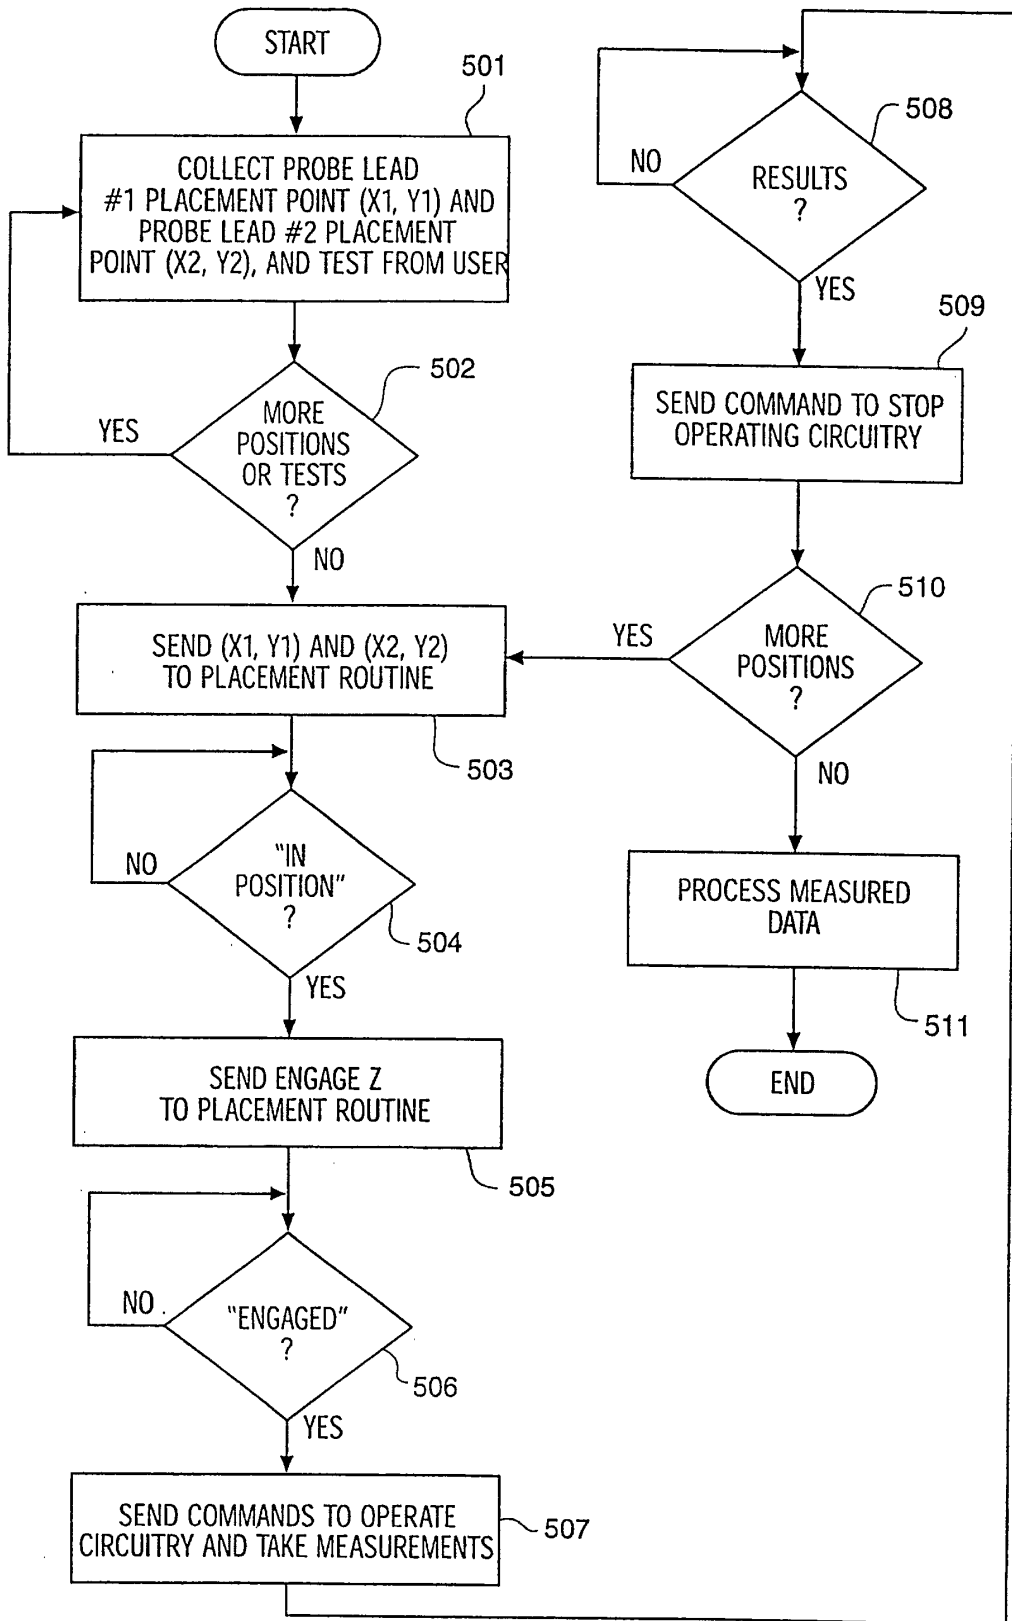 START
501
COLLECT PROBE LEAD
#1 PLACEMENT POINT (X1, Y1) AND
PROBE LEAD #2 PLACEMENT
POINT (X2, Y2), AND TEST FROM USER
502
MORE
POSITIONS
OR TESTS
?
YES
NO
SEND (X1, Y1) AND (X2, Y2)
TO PLACEMENT ROUTINE
503
"IN
POSITION"
?
NO
504
YES
SEND ENGAGE Z
TO PLACEMENT ROUTINE
505
NO
"ENGAGED"
?
506
YES
SEND COMMANDS TO OPERATE
CIRCUITRY AND TAKE MEASUREMENTS
507
508
NO
RESULTS
?
YES
509
SEND COMMAND TO STOP
OPERATING CIRCUITRY
510
YES
MORE
POSITIONS
?
NO
PROCESS MEASURED
DATA
511
END